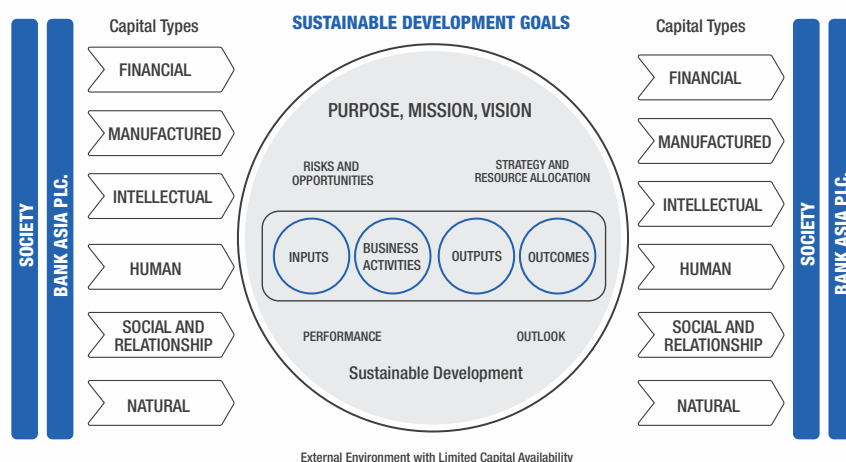 Capital Types
SUSTAINABLE DEVELOPMENT GOALS
Capital Types
SOCIETY
BANK ASIA PLC.
FINANCIAL
MANUFACTURED
INTELLECTUAL
HUMAN
SOCIAL AND
RELATIONSHIP
NATURAL
PURPOSE, MISSION, VISION
RISKS AND
OPPORTUNITIES
STRATEGY AND
RESOURCE ALLOCATION
INPUTS
BUSINESS
ACTIVITIES
OUTPUTS
OUTCOMES
PERFORMANCE
OUTLOOK
Sustainable Development
External Environment with Limited Capital Availability
FINANCIAL
MANUFACTURED
INTELLECTUAL
HUMAN
SOCIAL AND
RELATIONSHIP
NATURAL
SOCIETY
BANK ASIA PLC.